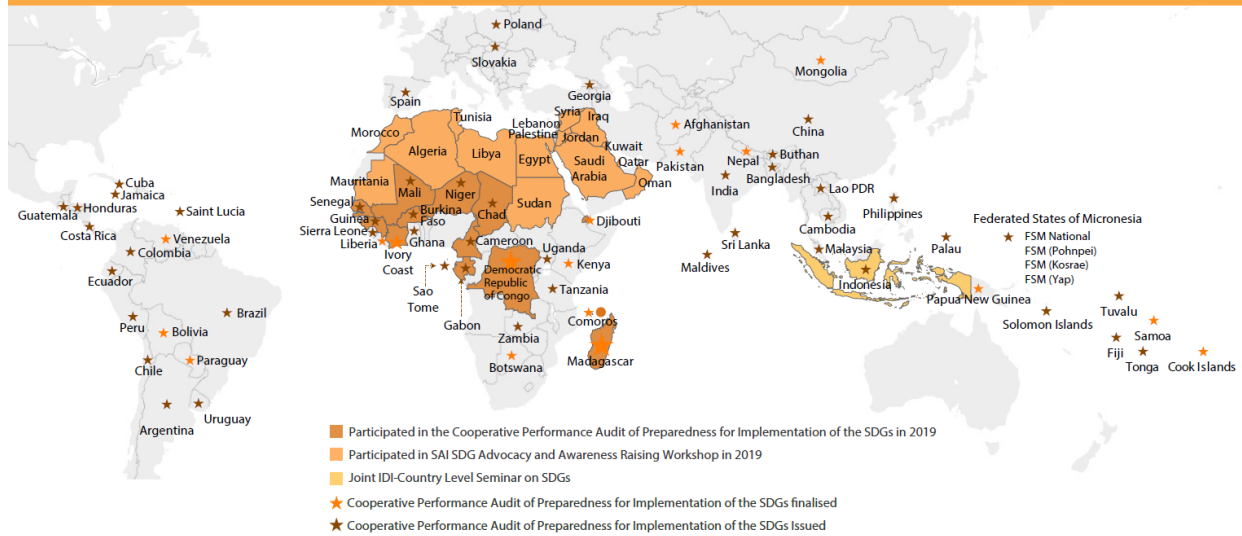 Poland
Slovakia
Mongolia
Spain
Georgia
Tunisia
Syria
Iraq
Lebanon
Morocco
Palestine
Jordan
Afghanistan
China
Algeria
Libya
Egypt
Kuwait
Saudi
Arabia
Qatar
Pakistan
Nepal
Buthan
Bangladesh
Cuba
Jamaica
Mauritania
Mali
Niger
Oman
India
Lao PDR
Guatemala
Honduras
Saint Lucia
Senegal
Burkina
Faso
Chad
Sudan
Philippines
Federated States of Micronesia
Costa Rica
Guinea
Djibouti
Cambodia
FSM National
Venezuela
Sierra Leone
Liberia
Ghana
Cameroon
Uganda
Sri Lanka
Malaysia
Palau
FSM (Pohnpei)
Colombia
Ivory
Coast
Kenya
Maldives
FSM (Kosrae)
Ecuador
Democratic
Republic
of Congo
Indonesia
FSM (Yap)
Sao
Tome
Tanzania
Papua New Guinea
Peru
Brazil
Gabon
Comoros
Solomon Islands
Tuvalu
Bolivia
Zambia
Samoa
Chile
Paraguay
Botswana
Madagascar
Fiji
Tonga
Cook Islands
Argentina
Uruguay
Participated in the Cooperative Performance Audit of Preparedness for Implementation of the SDGs in 2019
Participated in SAI SDG Advocacy and Awareness Raising Workshop in 2019
Joint IDI-Country Level Seminar on SDGs
Cooperative Performance Audit of Preparedness for Implementation of the SDGs finalised
Cooperative Performance Audit of Preparedness for Implementation of the SDGs Issued